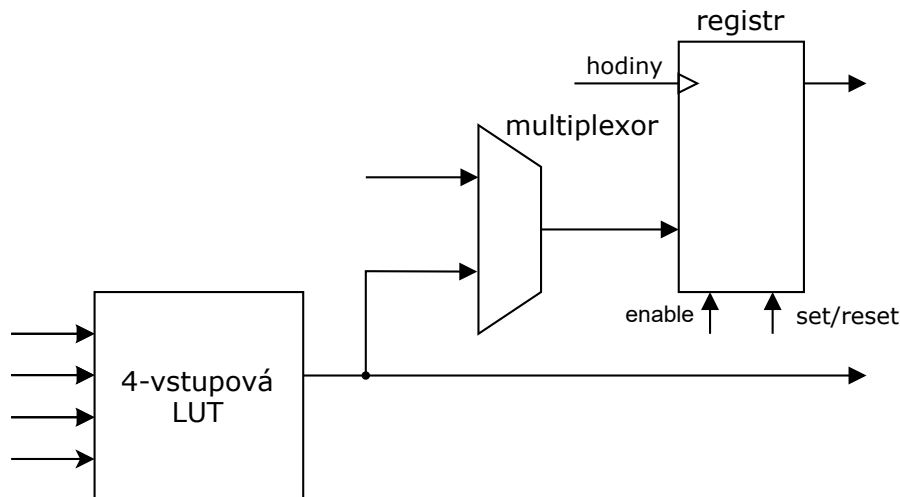 registr
hodiny
multiplexor
enable
set/reset
4-vstupová
LUT